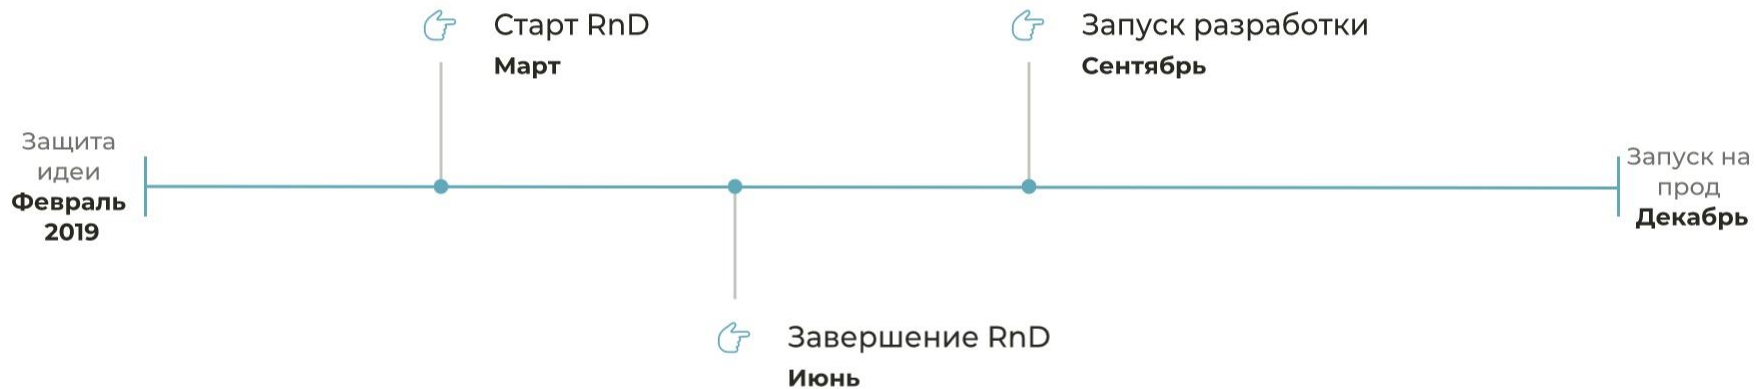 Защита
идеи
Февраль
2019
Старт RnD
Март
Завершение RnD
Июнь
Запуск разработки
Сентябрь
Запуск на
прод
Декабрь